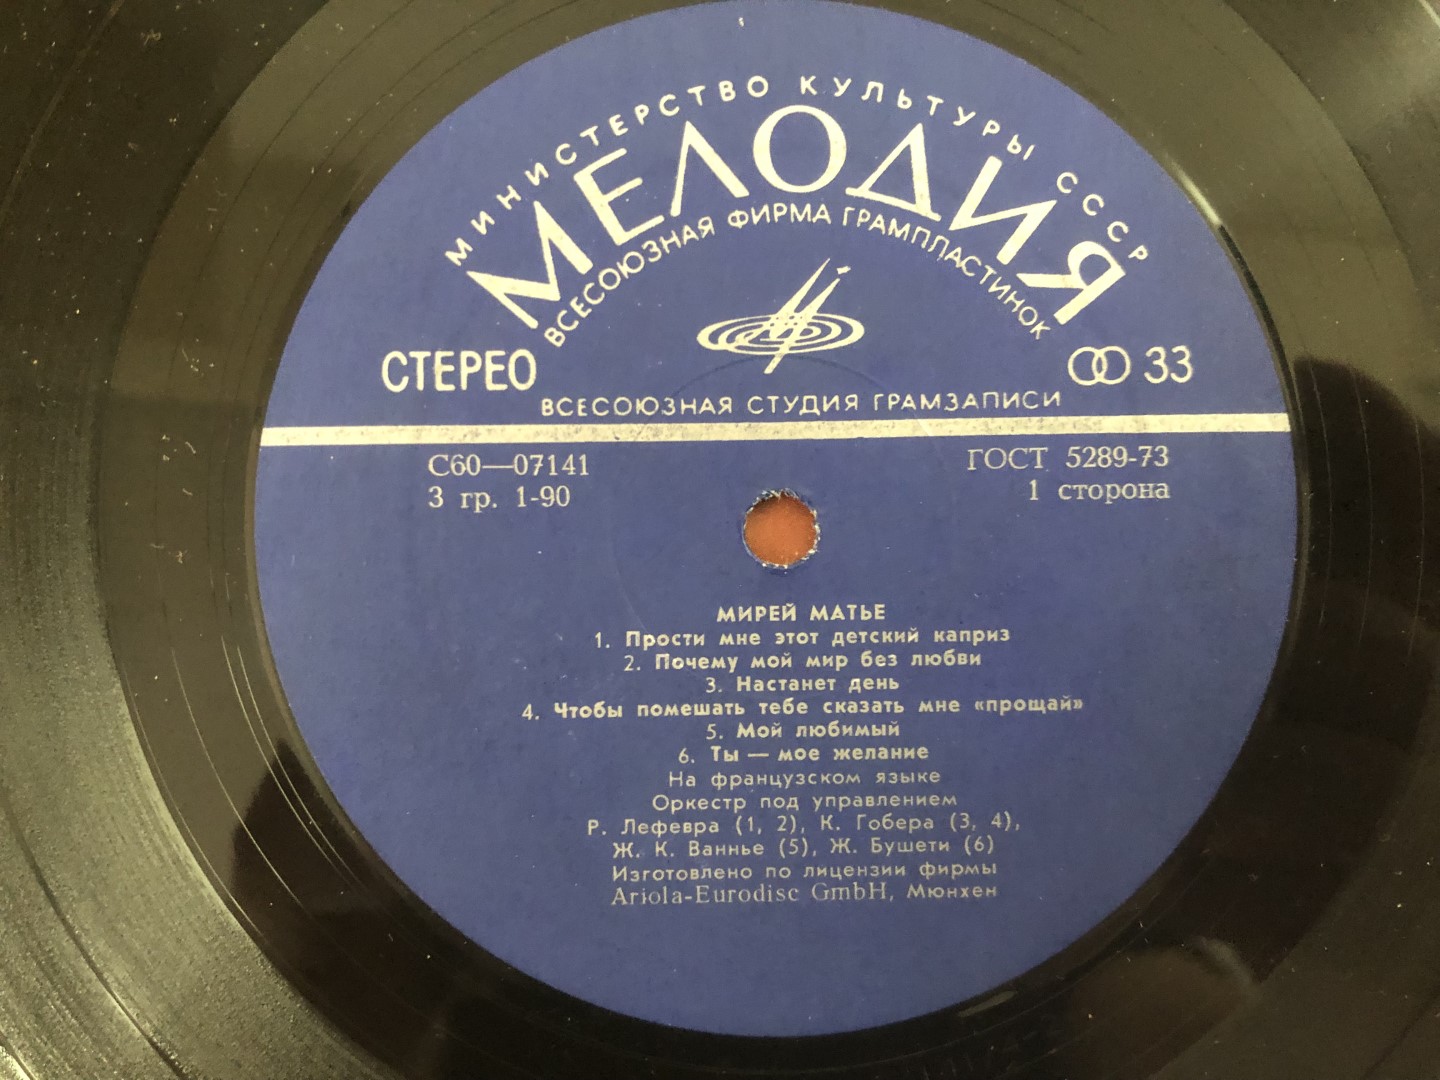 МИНИСТЕРСТВО КУЛЬТУРЫ СССР
МЕЛОДИЯ
ВСЕСОЮЗНАЯ ФИРМА ГРАМПЛАСТИНОК
СТЕРЕО
33
ВСЕСОЮЗНАЯ СТУДИЯ ГРАМЗАПИСИ
С60—07141
ГОСТ 5289-73
3 гр. 1-90
1 сторона
МИРЕЙ МАТЬЕ
1. Прости мне этот детский каприз
2. Почему мой мир без любви
3. Настанет день
4. Чтобы помешать тебе сказать мне «прощай»
5. Мой любимый
6. Ты — мое желание
На французском языке
Оркестр под управлением
Р. Лефевра (1, 2), К. Гобера (3, 4),
Ж. К. Ваннье (5), Ж. Бушети (6)
Изготовлено по лицензии фирмы
Ariola-Eurodisc GmbH, Мюнхен